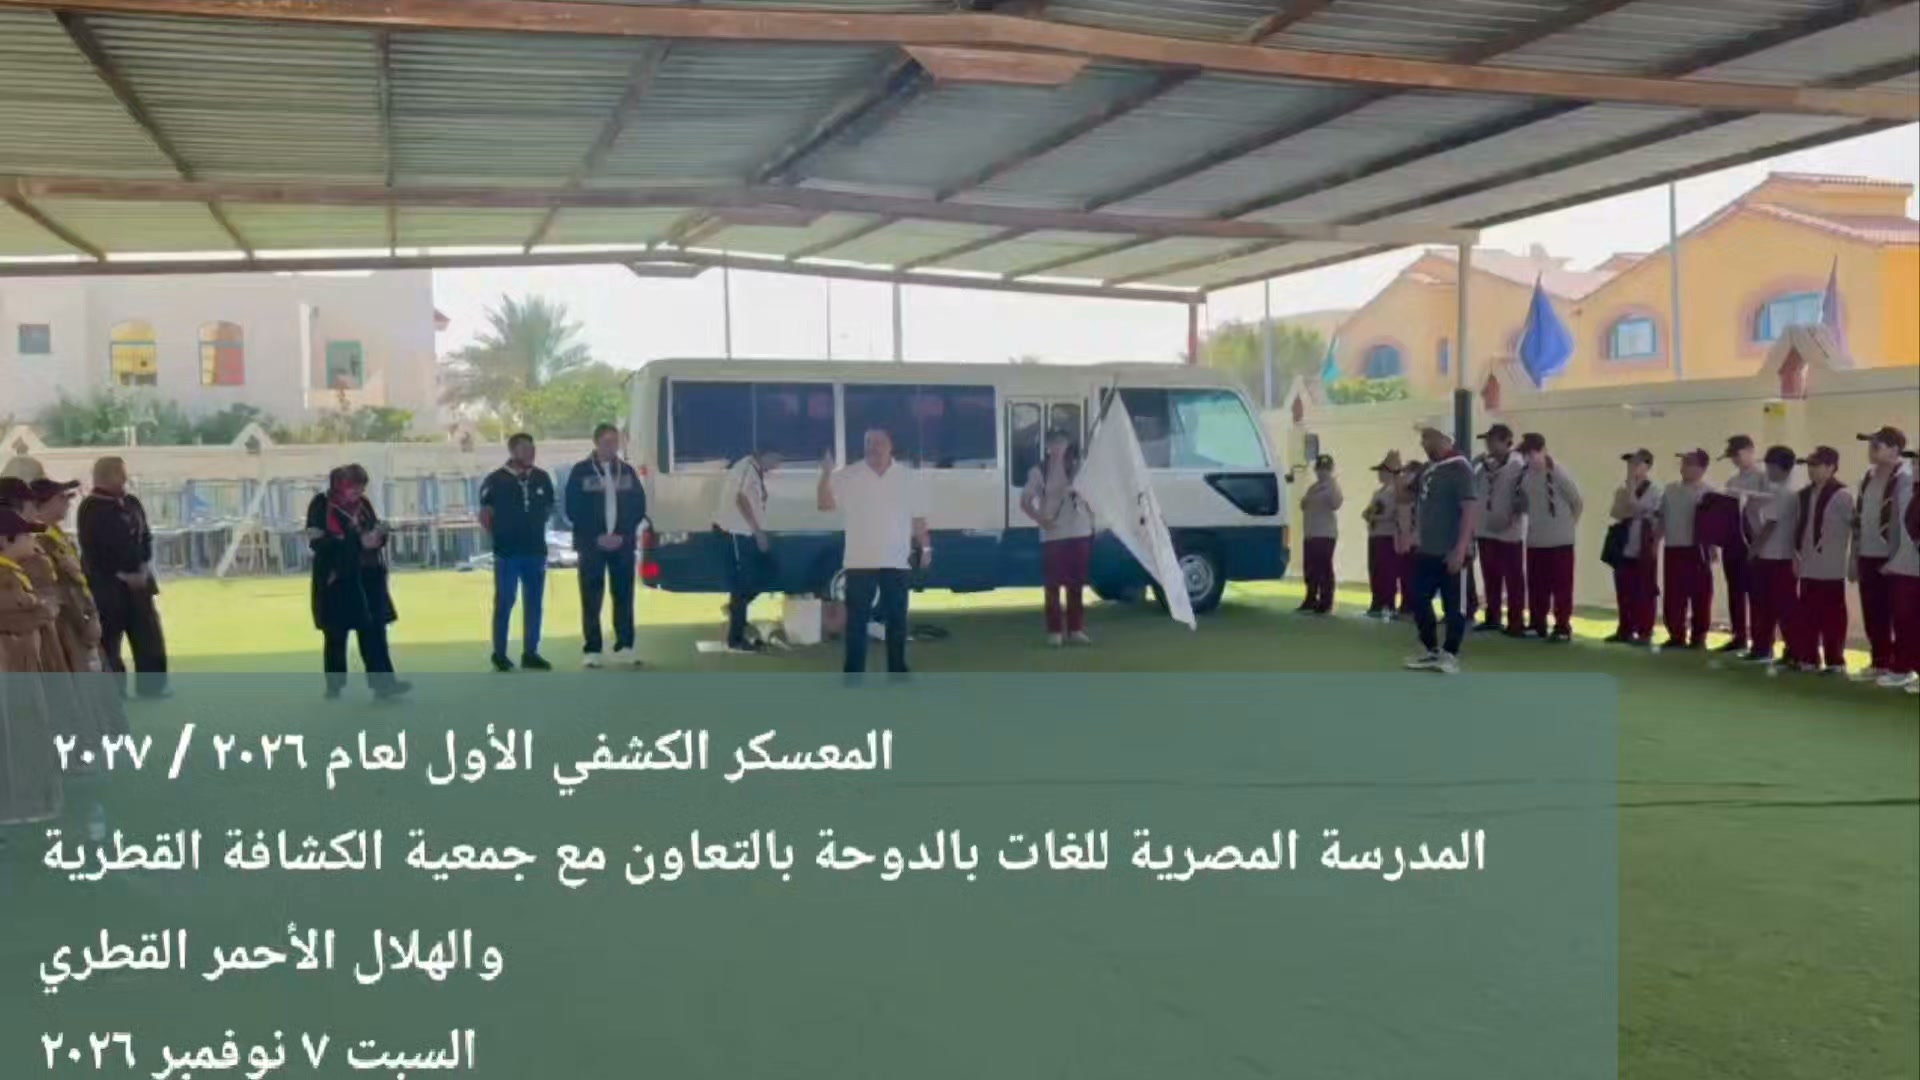 المعسكر الكشفي الأول لعام ٢٠٢٦ / ٢٠٢٧
المدرسة المصرية للغات بالدوحة بالتعاون مع جمعية الكشافة القطرية
والهلال الأحمر القطري
السبت ٧ نوفمبر ٢٠٢٦